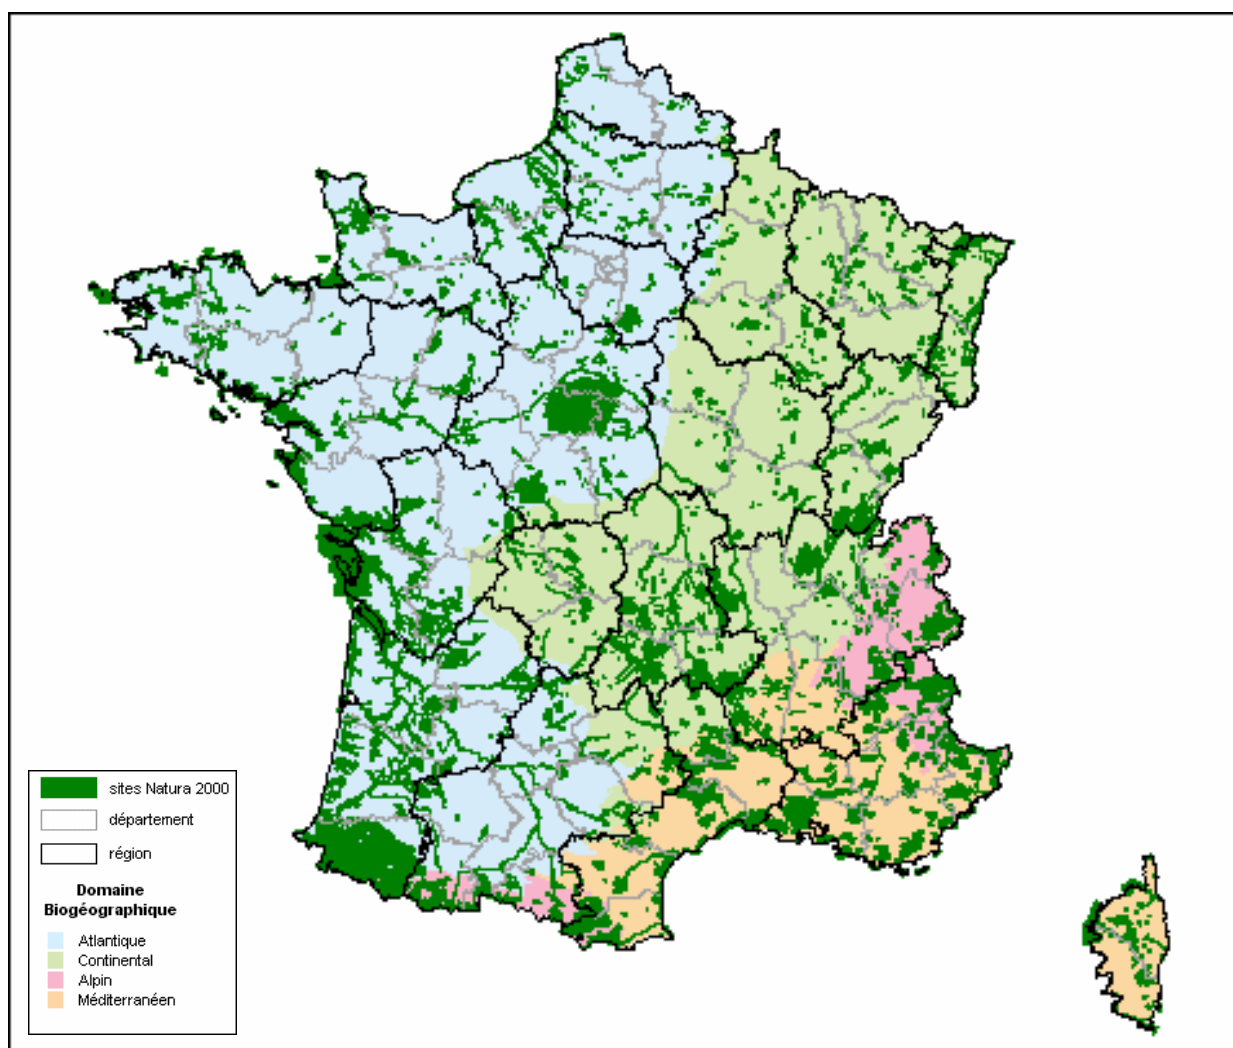 sites Natura 2000
département
région
Domaine
Biogéographique
Atlantique
Continental
Alpin
Méditerranéen